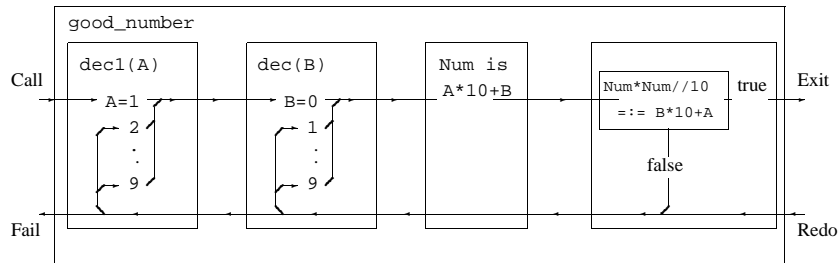 good_number
dec1(A)
dec(B)
Num is
A*10+B
Call
A=1
2
.
.
9
B=0
1
.
.
9
Num*Num//10
=:= B*10+A
true
Exit
false
Fail
Redo